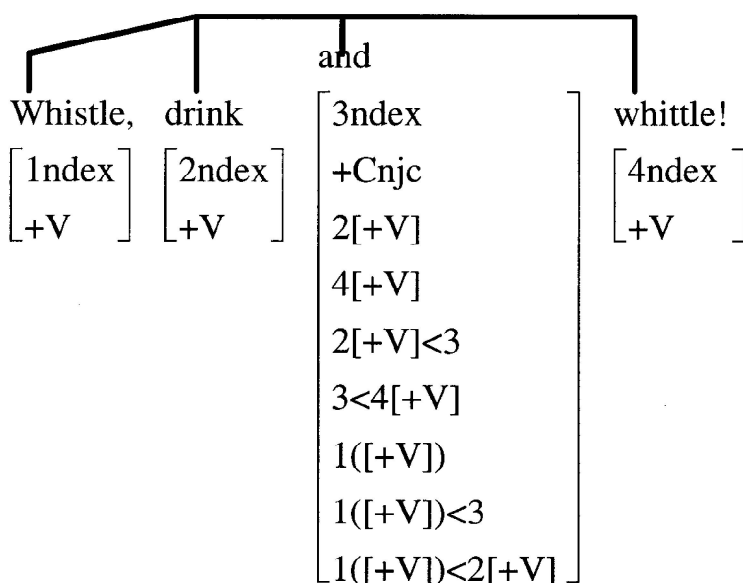 and
Whistle, drink whittle!
1ndex 2ndex 3ndex 4ndex
+V +V +Cnjc +V
2[+V]
4[+V]
2[+V]<3
3<4[+V]
1([+V])
1([+V])<3
1([+V])<2[+V]